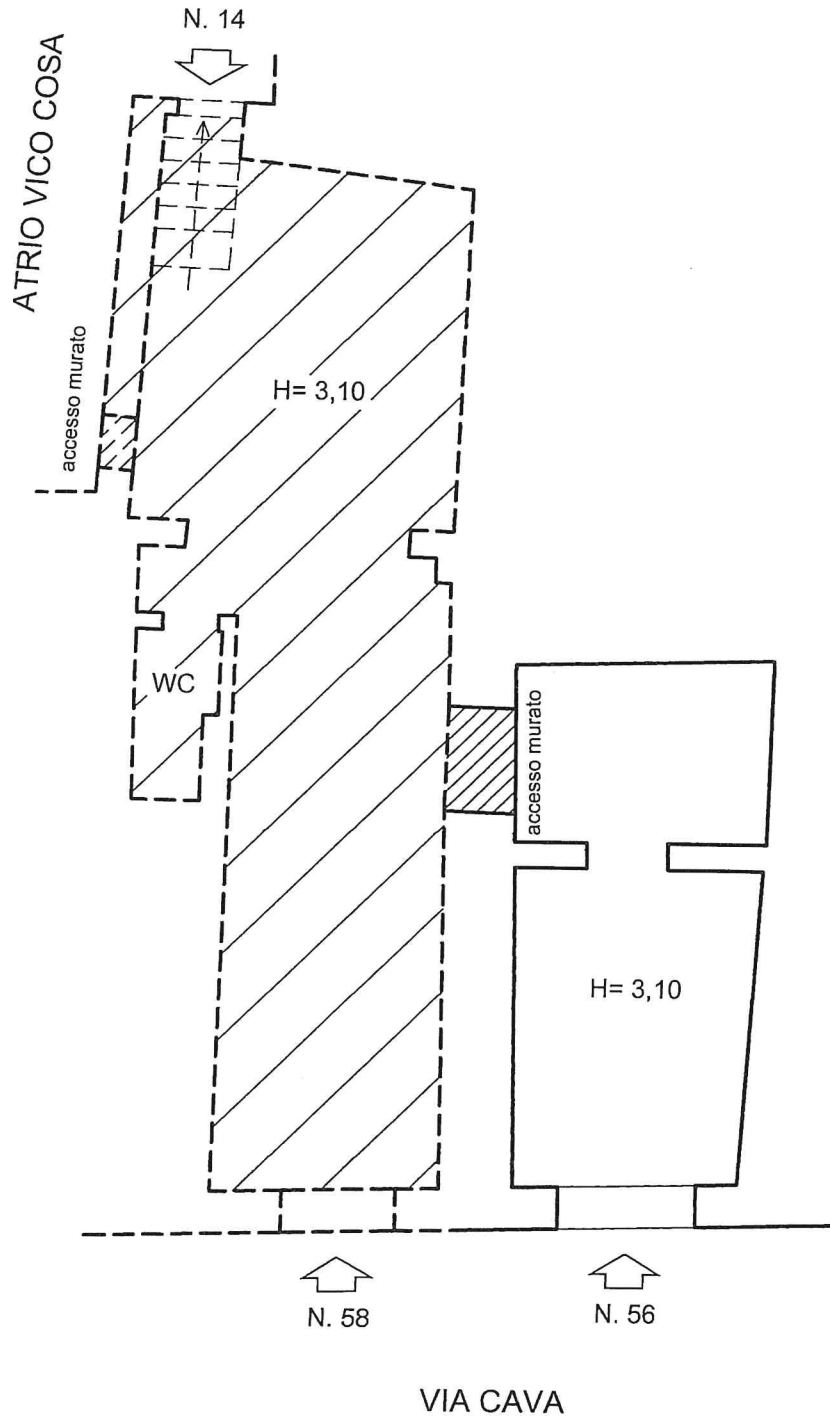 N. 14
ATRIO VICO COSA
accesso murato
H= 3,10
WC
accesso murato
H= 3,10
N. 58
N. 56
VIA CAVA